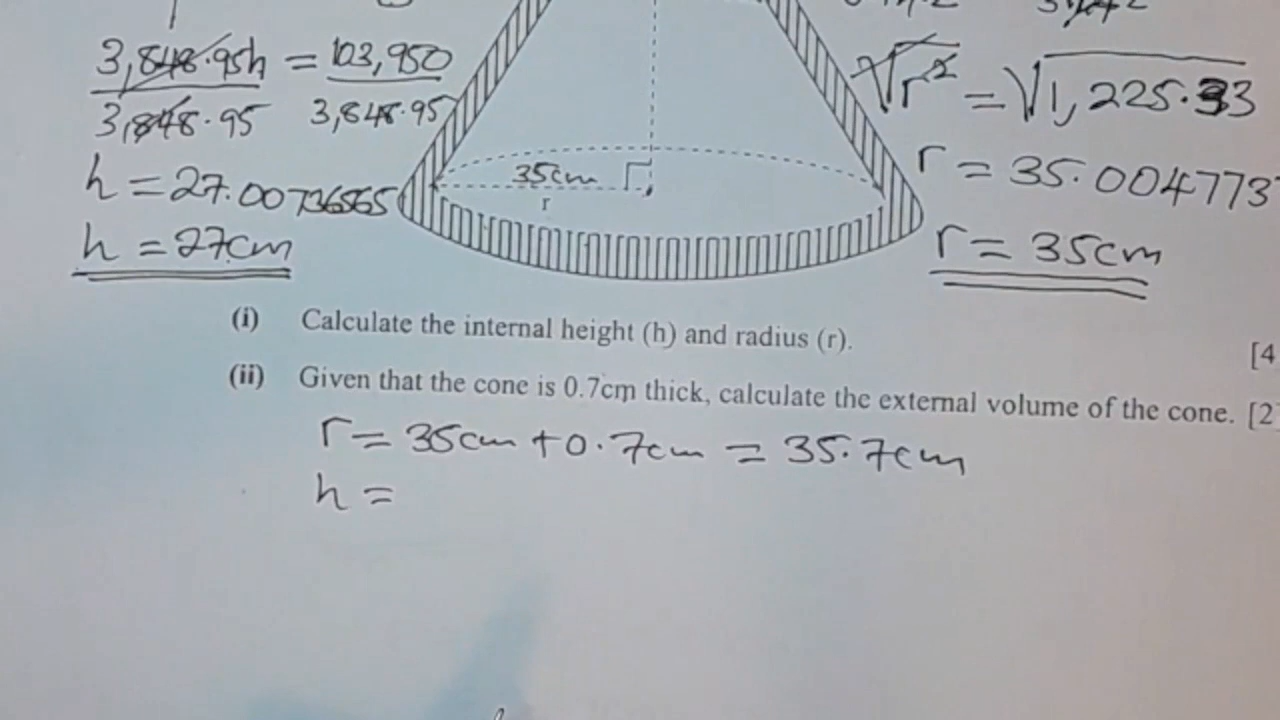 3,848.95h = 103,950
3,848.95 3,848.95
h = 27.00736565
h = 27cm
35cm
r
√r² = √1,225.33
r = 35.004773
r = 35cm
(i) Calculate the internal height (h) and radius (r). [4
(ii) Given that the cone is 0.7cm thick, calculate the external volume of the cone. [2]
r = 35cm + 0.7cm = 35.7cm
h =